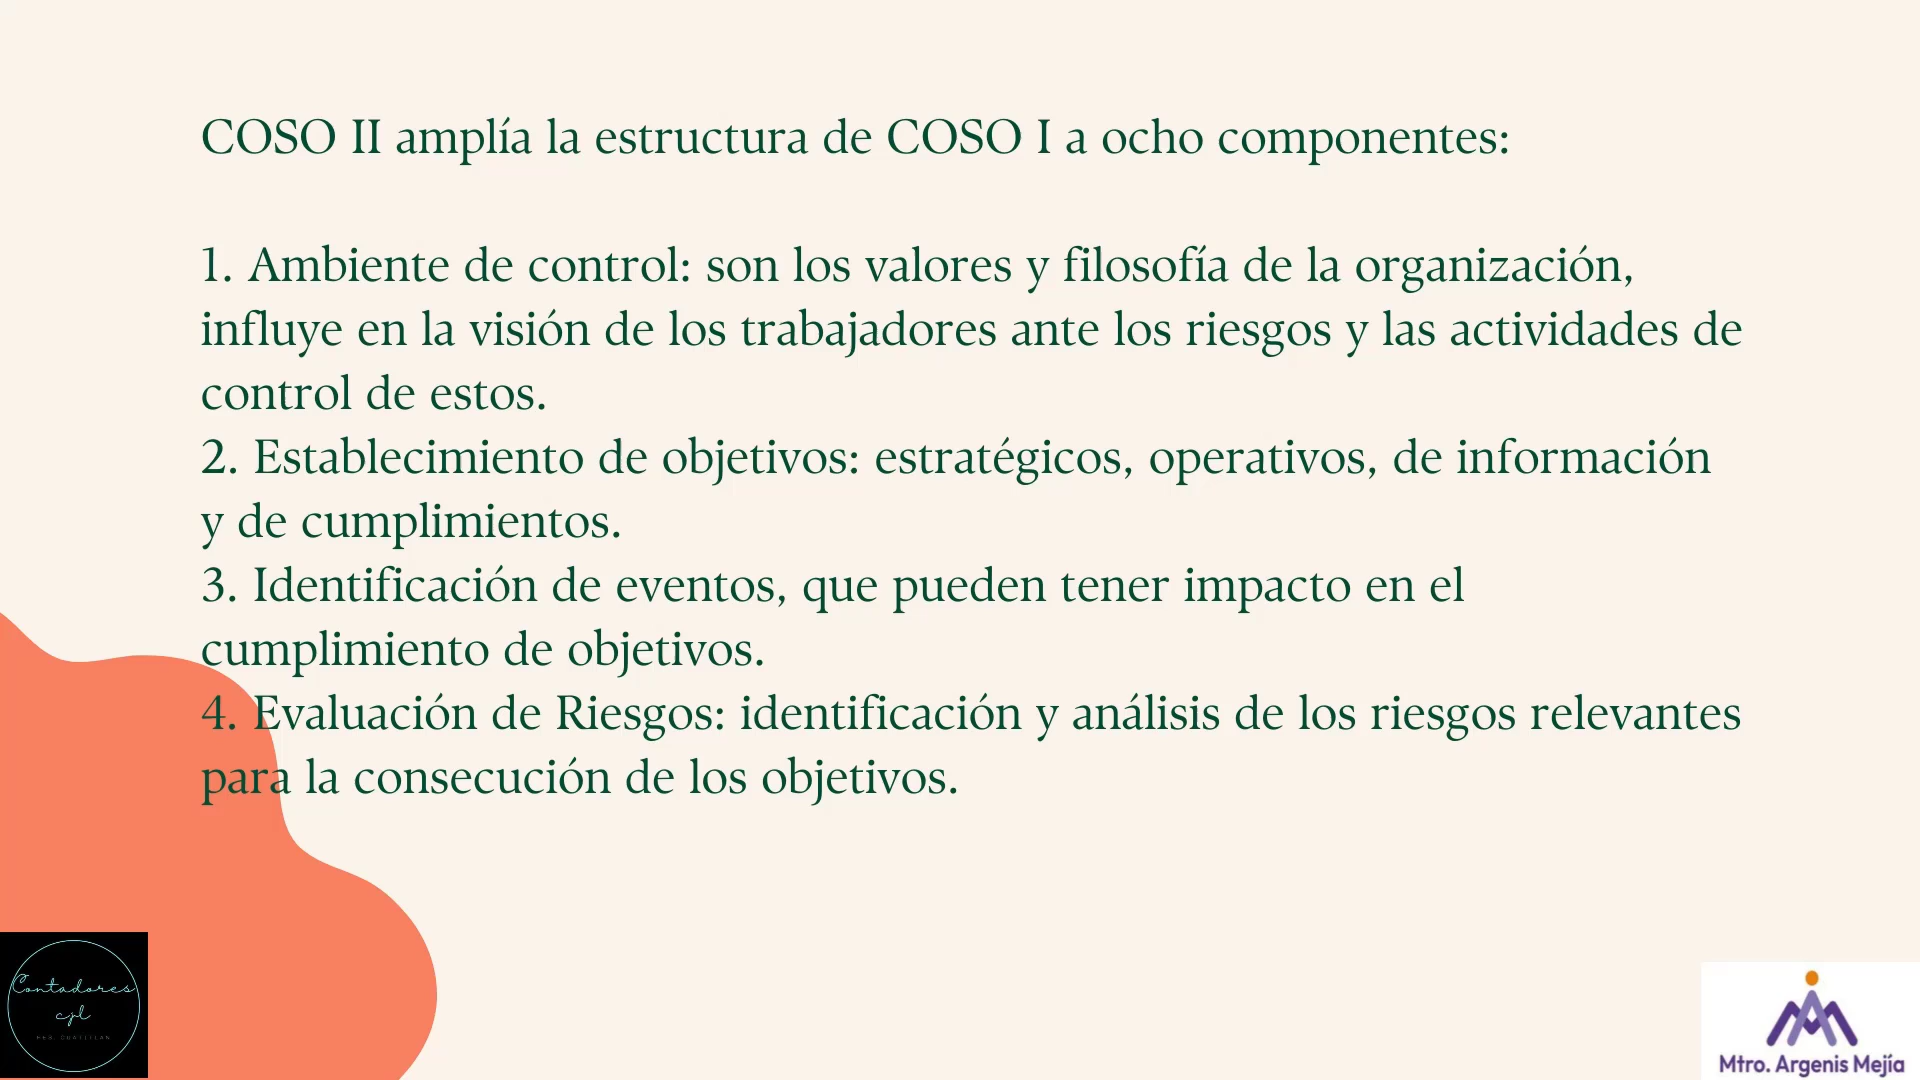 COSO II amplía la estructura de COSO I a ocho componentes:
1. Ambiente de control: son los valores y filosofía de la organización,
influye en la visión de los trabajadores ante los riesgos y las actividades de
control de estos.
2. Establecimiento de objetivos: estratégicos, operativos, de información
y de cumplimientos.
3. Identificación de eventos, que pueden tener impacto en el
cumplimiento de objetivos.
4. Evaluación de Riesgos: identificación y análisis de los riesgos relevantes
para la consecución de los objetivos.
Contadores
cpl
Mtro. Argenis Mejía